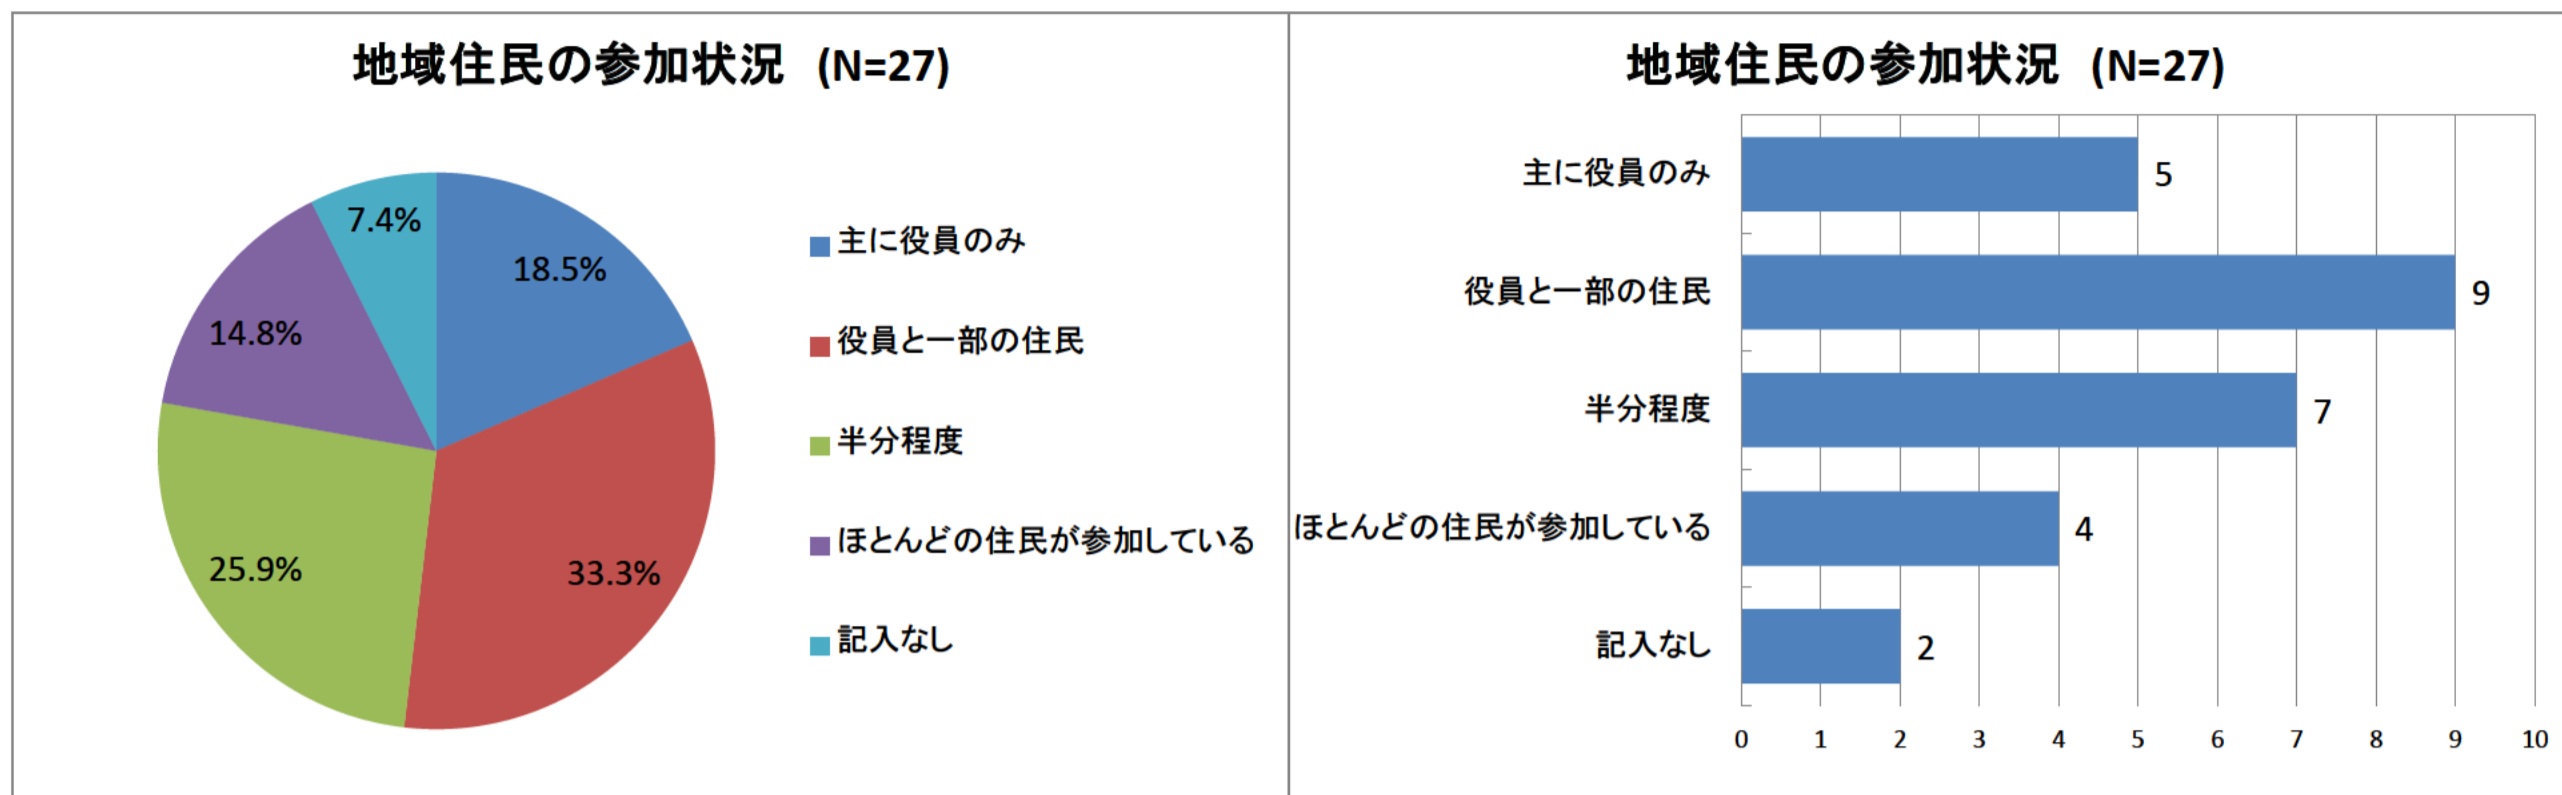 地域住民の参加状況 (N=27)
7.4%
18.5%
14.8%
25.9%
33.3%
主に役員のみ
役員と一部の住民
半分程度
ほとんどの住民が参加している
記入なし
地域住民の参加状況 (N=27)
主に役員のみ 5
役員と一部の住民 9
半分程度 7
ほとんどの住民が参加している 4
記入なし 2
0 1 2 3 4 5 6 7 8 9 10